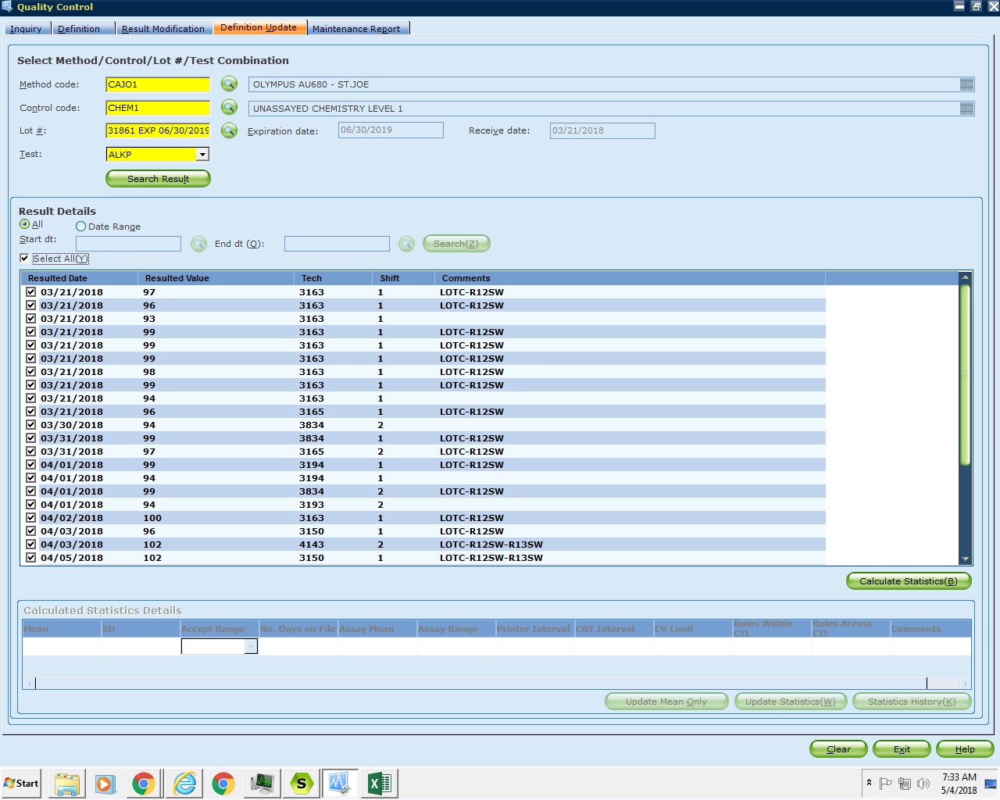 Quality Control
Inquiry Definition Result Modification Definition Update Maintenance Report
Select Method/Control/Lot #/Test Combination
Method code: CAJO1 OLYMPUS AU680 - ST.JOE
Control code: CHEM1 UNASSAYED CHEMISTRY LEVEL 1
Lot #: 31861 EXP 06/30/2019 Expiration date: 06/30/2019 Receive date: 03/21/2018
Test: ALKP
Search Result
Result Details
All Date Range
Start dt: End dt (O): Search(Z)
Select All(Y)
Resulted Date Resulted Value Tech Shift Comments
03/21/2018 97 3163 1 LOTC-R12SW
03/21/2018 96 3163 1 LOTC-R12SW
03/21/2018 93 3163 1
03/21/2018 99 3163 1 LOTC-R12SW
03/21/2018 99 3163 1 LOTC-R12SW
03/21/2018 99 3163 1 LOTC-R12SW
03/21/2018 98 3163 1 LOTC-R12SW
03/21/2018 99 3163 1 LOTC-R12SW
03/21/2018 94 3163 1
03/21/2018 96 3165 1 LOTC-R12SW
03/30/2018 94 3834 2
03/31/2018 99 3834 1 LOTC-R12SW
03/31/2018 97 3165 2 LOTC-R12SW
04/01/2018 99 3194 1 LOTC-R12SW
04/01/2018 94 3194 1
04/01/2018 99 3834 2 LOTC-R12SW
04/01/2018 94 3193 2
04/02/2018 100 3163 1 LOTC-R12SW
04/03/2018 96 3150 1 LOTC-R12SW
04/03/2018 102 4143 2 LOTC-R12SW-R13SW
04/05/2018 102 3150 1 LOTC-R12SW-R13SW
Calculate Statistics(B)
Calculated Statistics Details
Mean SD Accept Range No. Days on File Assay Mean Assay Range Printer Interval CRT Interval CV Limit Rules Within CTL Rules Across CTL Comments
Update Mean Only Update Statistics(W) Statistics History(K)
Clear Exit Help
Start S 7:33 AM
5/4/2018